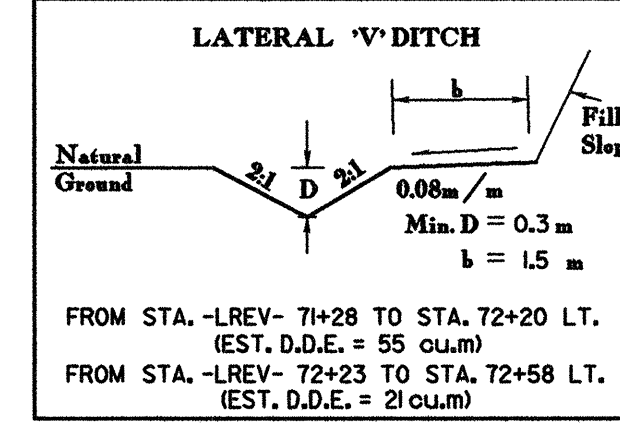 LATERAL 'V' DITCH
b
Fill
Slop
Natural
Ground
2:1
D
2:1
0.08m/m
Min. D = 0.3 m
b = 1.5 m
FROM STA. -LREV- 71+28 TO STA. 72+20 LT.
(EST. D.D.E. = 55 cu.m)
FROM STA. -LREV- 72+23 TO STA. 72+58 LT.
(EST. D.D.E. = 21 cu.m)